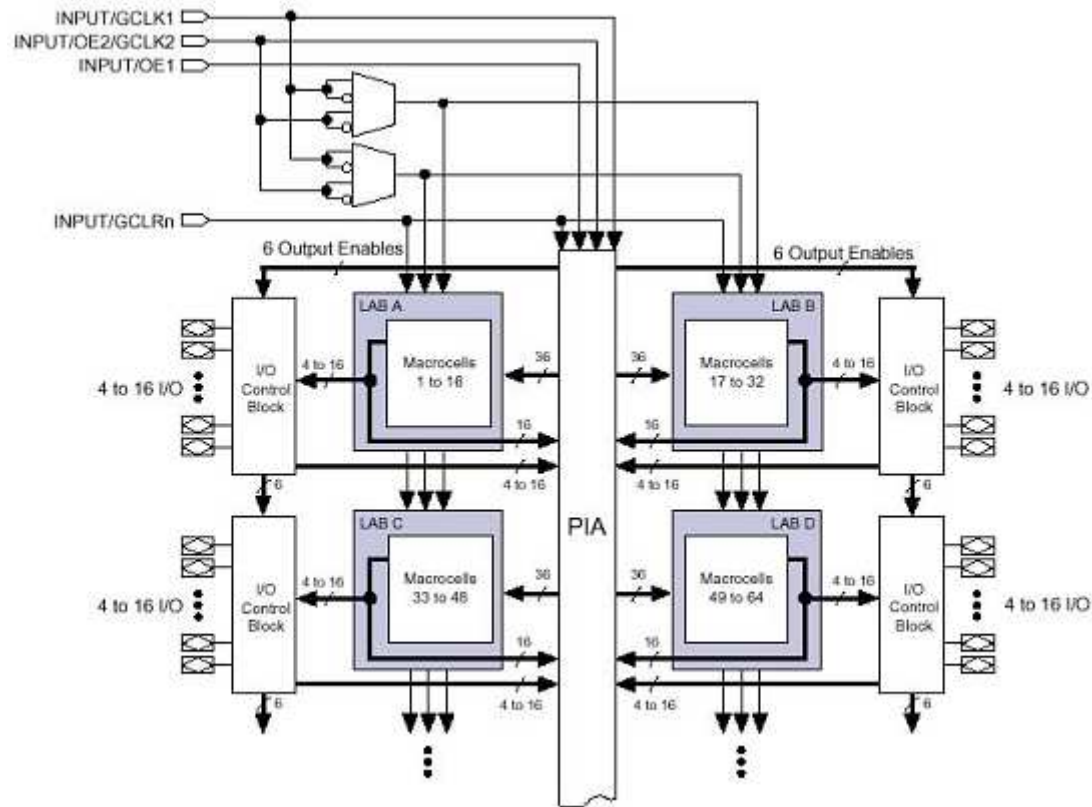 INPUT/GCLK1
INPUT/OE2/GCLK2
INPUT/OE1
INPUT/GCLRn
6 Output Enables
6 Output Enables
LAB A
LAB B
Macrocells
1 to 16
Macrocells
17 to 32
4 to 16 I/O
I/O
Control
Block
4 to 16
36
36
4 to 16
I/O
Control
Block
4 to 16 I/O
16
16
4 to 16
4 to 16
6
6
PIA
LAB C
LAB D
Macrocells
33 to 48
Macrocells
49 to 64
4 to 16 I/O
I/O
Control
Block
4 to 16
36
36
4 to 16
I/O
Control
Block
4 to 16 I/O
16
16
4 to 16
4 to 16
6
6